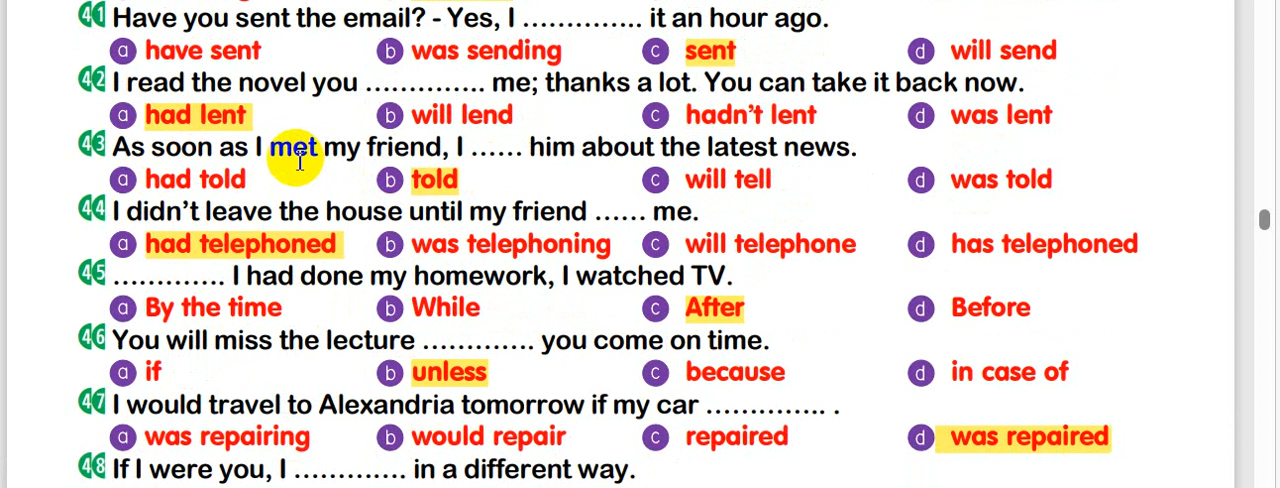 41 Have you sent the email? - Yes, I .............. it an hour ago.
a have sent b was sending c sent d will send
42 I read the novel you .............. me; thanks a lot. You can take it back now.
a had lent b will lend c hadn't lent d was lent
43 As soon as I met my friend, I ...... him about the latest news.
a had told b told c will tell d was told
44 I didn't leave the house until my friend ...... me.
a had telephoned b was telephoning c will telephone d has telephoned
45 ............. I had done my homework, I watched TV.
a By the time b While c After d Before
46 You will miss the lecture ............. you come on time.
a if b unless c because d in case of
47 I would travel to Alexandria tomorrow if my car .............. .
a was repairing b would repair c repaired d was repaired
48 If I were you, I ............. in a different way.